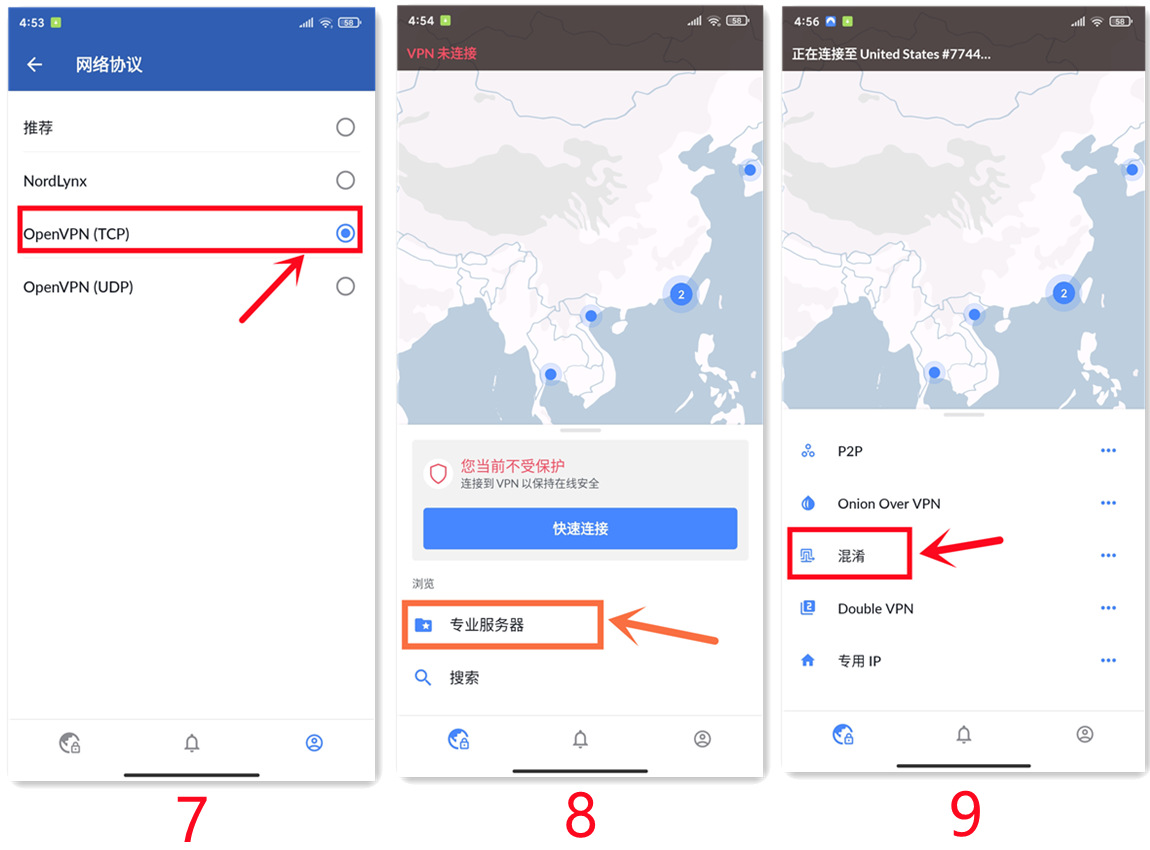 4:53
58
网络协议
推荐
NordLynx
OpenVPN (TCP)
OpenVPN (UDP)
7
4:54
58
VPN 未连接
2
您当前不受保护
连接到 VPN 以保持在线安全
快速连接
浏览
专业服务器
搜索
8
4:56
58
正在连接至 United States #7744...
2
P2P
Onion Over VPN
混淆
2
Double VPN
专用 IP
9